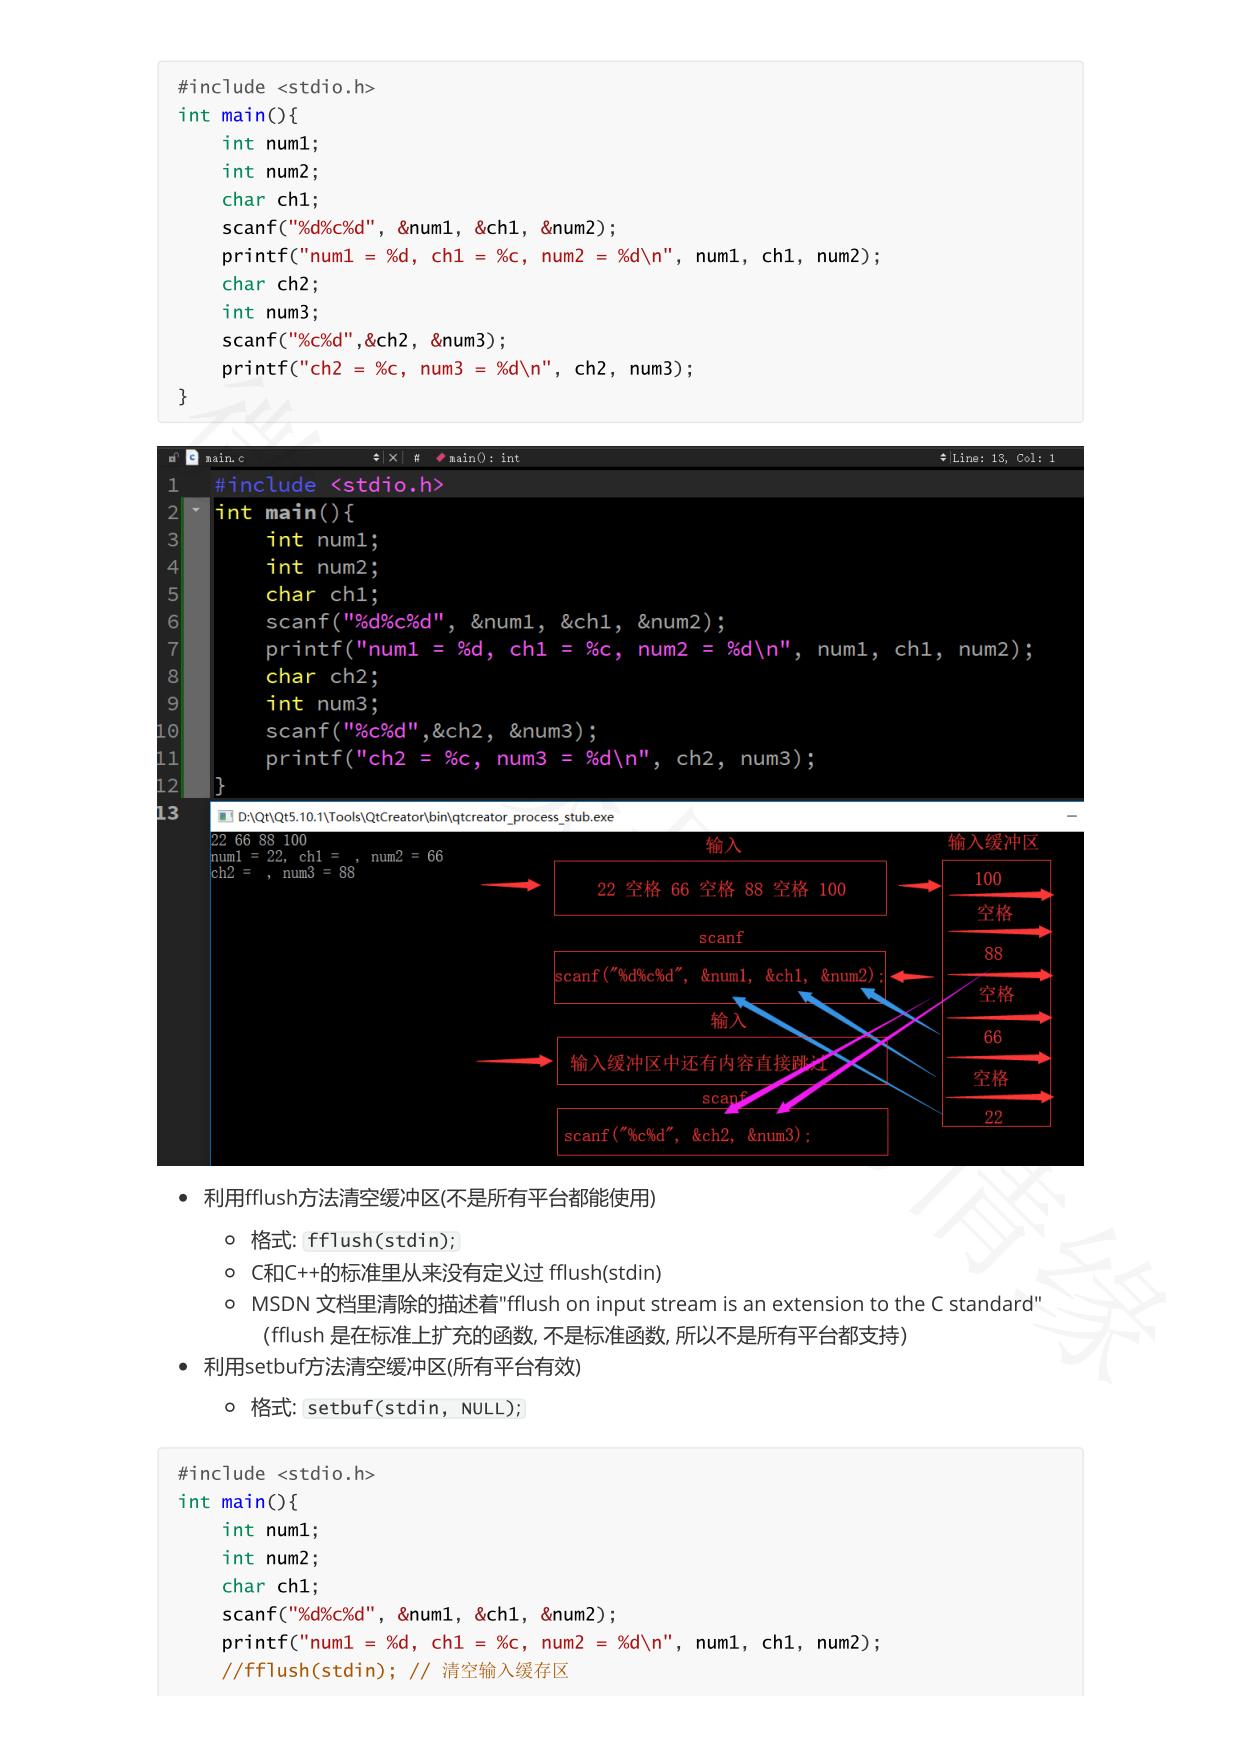 #include <stdio.h>
int main(){
    int num1;
    int num2;
    char ch1;
    scanf("%d%c%d", &num1, &ch1, &num2);
    printf("num1 = %d, ch1 = %c, num2 = %d\n", num1, ch1, num2);
    char ch2;
    int num3;
    scanf("%c%d",&ch2, &num3);
    printf("ch2 = %c, num3 = %d\n", ch2, num3);
}
main.c # main(): int Line: 13, Col: 1
1 #include <stdio.h>
2 int main(){
3     int num1;
4     int num2;
5     char ch1;
6     scanf("%d%c%d", &num1, &ch1, &num2);
7     printf("num1 = %d, ch1 = %c, num2 = %d\n", num1, ch1, num2);
8     char ch2;
9     int num3;
10     scanf("%c%d",&ch2, &num3);
11     printf("ch2 = %c, num3 = %d\n", ch2, num3);
12 }
13
D:\Qt\Qt5.10.1\Tools\QtCreator\bin\qtcreator_process_stub.exe
22 66 88 100
num1 = 22, ch1 =  , num2 = 66
ch2 =  , num3 = 88
输入
22 空格 66 空格 88 空格 100
scanf
scanf("%d%c%d", &num1, &ch1, &num2);
输入
输入缓冲区中还有内容直接跳过
scanf
scanf("%c%d", &ch2, &num3);
输入缓冲区
100
空格
88
空格
66
空格
22
• 利用fflush方法清空缓冲区(不是所有平台都能使用)
○ 格式: fflush(stdin);
○ C和C++的标准里从来没有定义过 fflush(stdin)
○ MSDN 文档里清除的描述着"fflush on input stream is an extension to the C standard"
（fflush 是在标准上扩充的函数, 不是标准函数, 所以不是所有平台都支持）
• 利用setbuf方法清空缓冲区(所有平台有效)
○ 格式: setbuf(stdin, NULL);
#include <stdio.h>
int main(){
    int num1;
    int num2;
    char ch1;
    scanf("%d%c%d", &num1, &ch1, &num2);
    printf("num1 = %d, ch1 = %c, num2 = %d\n", num1, ch1, num2);
    //fflush(stdin); // 清空输入缓存区
情缘